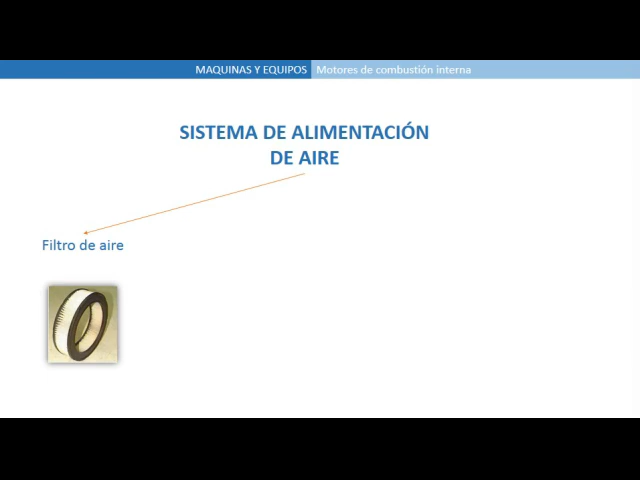 MAQUINAS Y EQUIPOS Motores de combustión interna
SISTEMA DE ALIMENTACIÓN
DE AIRE
Filtro de aire